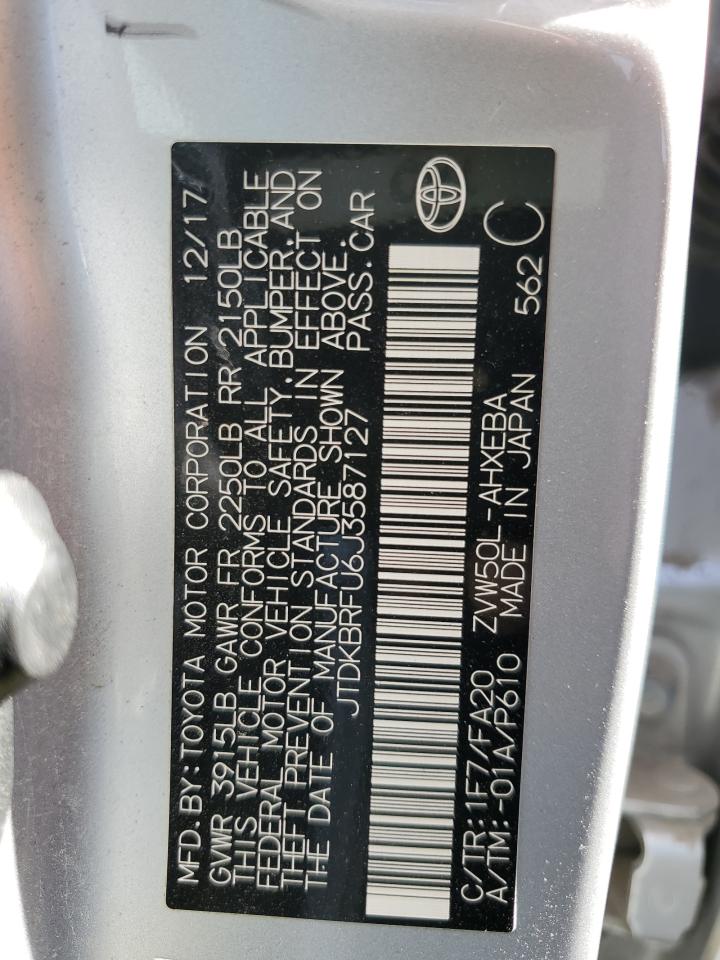 MFD. BY: TOYOTA MOTOR CORPORATION 12/17
GVWR 3915LB GAWR FR 2250LB RR 2150LB
THIS VEHICLE CONFORMS TO ALL APPLICABLE
FEDERAL MOTOR VEHICLE SAFETY, BUMPER, AND
THEFT PREVENTION STANDARDS IN EFFECT ON
THE DATE OF MANUFACTURE SHOWN ABOVE.
JTDKBRFU6J3587127 PASS. CAR
C/TR: 1F7/FA20 ZVW50L-AHXEBA
A/TM: -01A/P610 MADE IN JAPAN 562 C